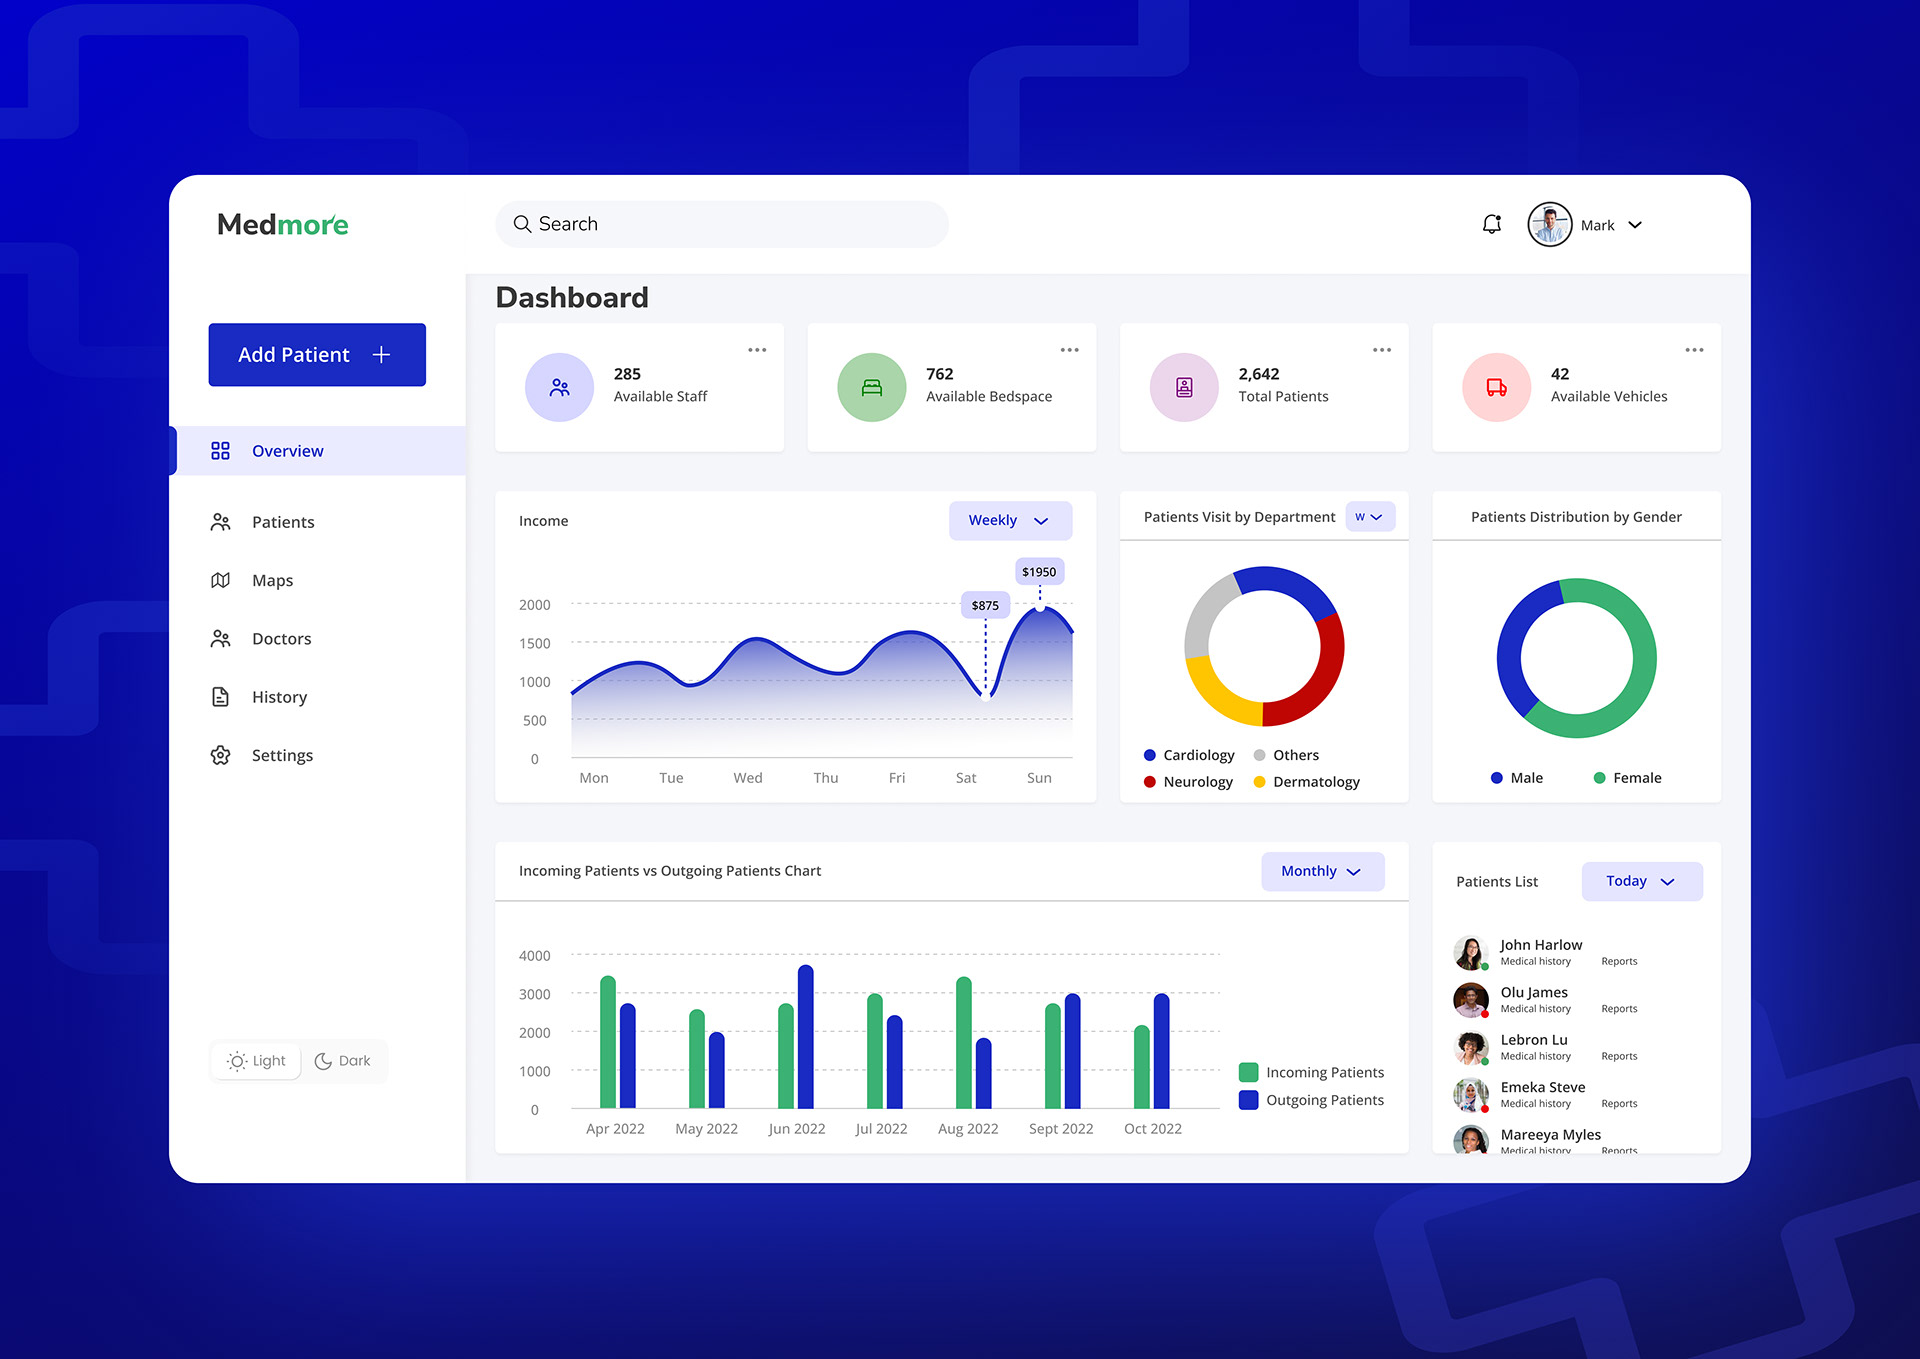 Medmore
Search
Mark
Dashboard
Add Patient
Overview
Patients
Maps
Doctors
History
Settings
Light
Dark
285
Available Staff
762
Available Bedspace
2,642
Total Patients
42
Available Vehicles
Income
Weekly
$1950
$875
2000
1500
1000
500
0
Mon Tue Wed Thu Fri Sat Sun
Patients Visit by Department
W
Cardiology Others
Neurology Dermatology
Patients Distribution by Gender
Male Female
Incoming Patients vs Outgoing Patients Chart
Monthly
4000
3000
2000
1000
0
Apr 2022 May 2022 Jun 2022 Jul 2022 Aug 2022 Sept 2022 Oct 2022
Incoming Patients
Outgoing Patients
Patients List
Today
John Harlow
Medical history Reports
Olu James
Medical history Reports
Lebron Lu
Medical history Reports
Emeka Steve
Medical history Reports
Mareeya Myles
Medical history Reports